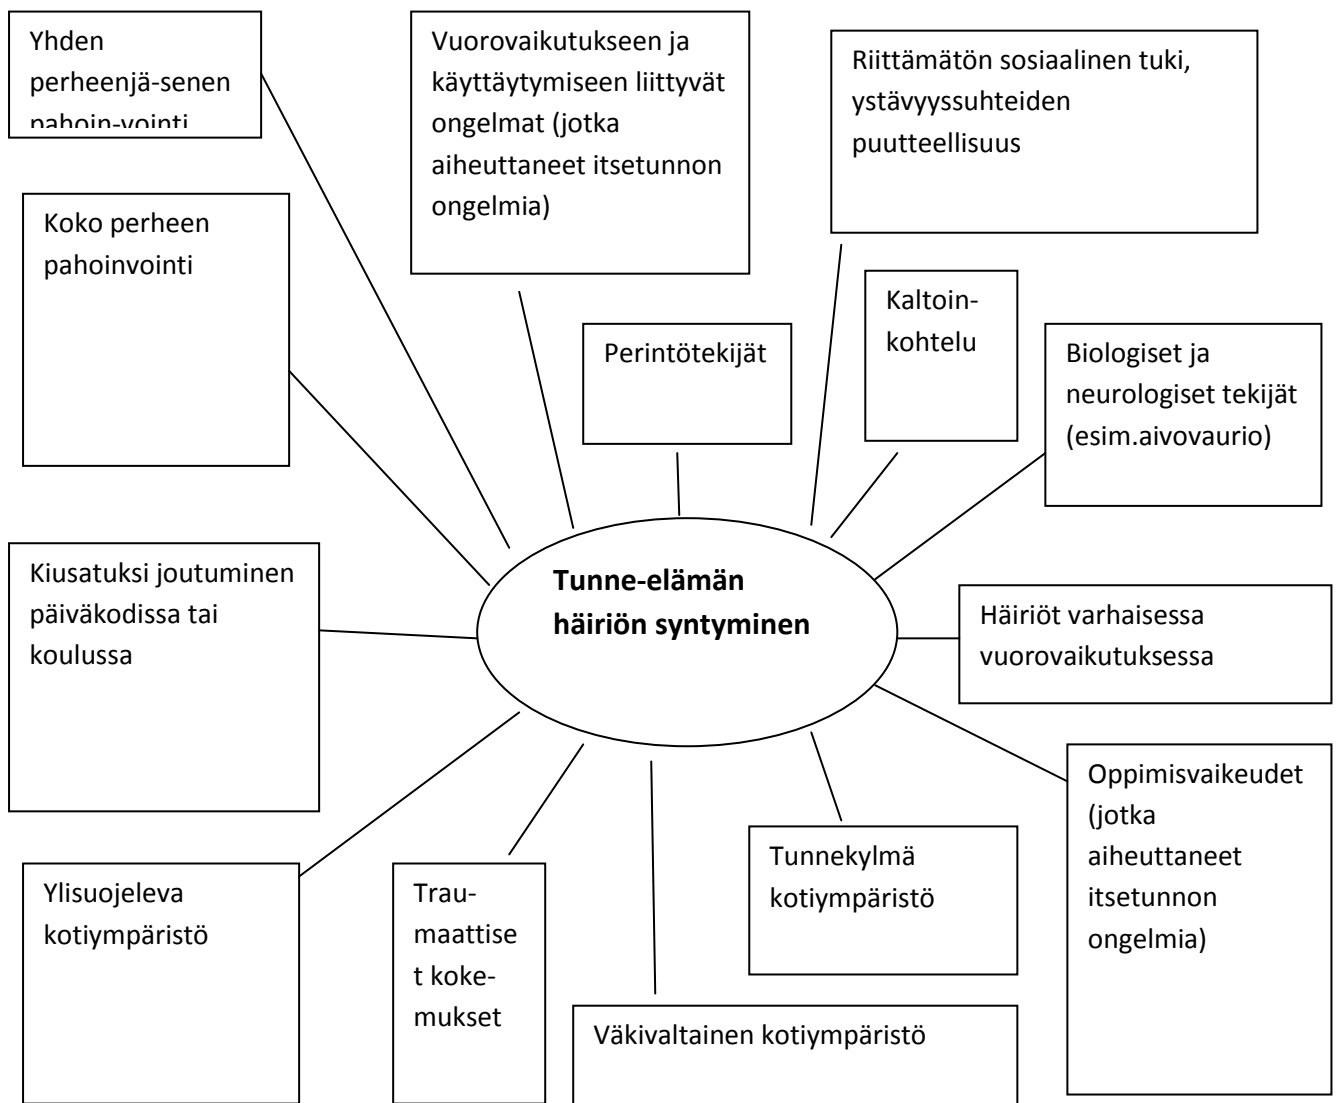 Yhden
perheenjä-senen
pahoin-vointi
Vuorovaikutukseen ja
käyttäytymiseen liittyvät
ongelmat (jotka
aiheuttaneet itsetunnon
ongelmia)
Riittämätön sosiaalinen tuki,
ystävyyssuhteiden
puutteellisuus
Koko perheen
pahoinvointi
Perintötekijät
Kaltoin-
kohtelu
Biologiset ja
neurologiset tekijät
(esim.aivovaurio)
Kiusatuksi joutuminen
päiväkodissa tai
koulussa
Tunne-elämän
häiriön syntyminen
Häiriöt varhaisessa
vuorovaikutuksessa
Ylisuojeleva
kotiympäristö
Trau-
maattise
t koke-
mukset
Tunnekylmä
kotiympäristö
Oppimisvaikeudet
(jotka
aiheuttaneet
itsetunnon
ongelmia)
Väkivaltainen kotiympäristö